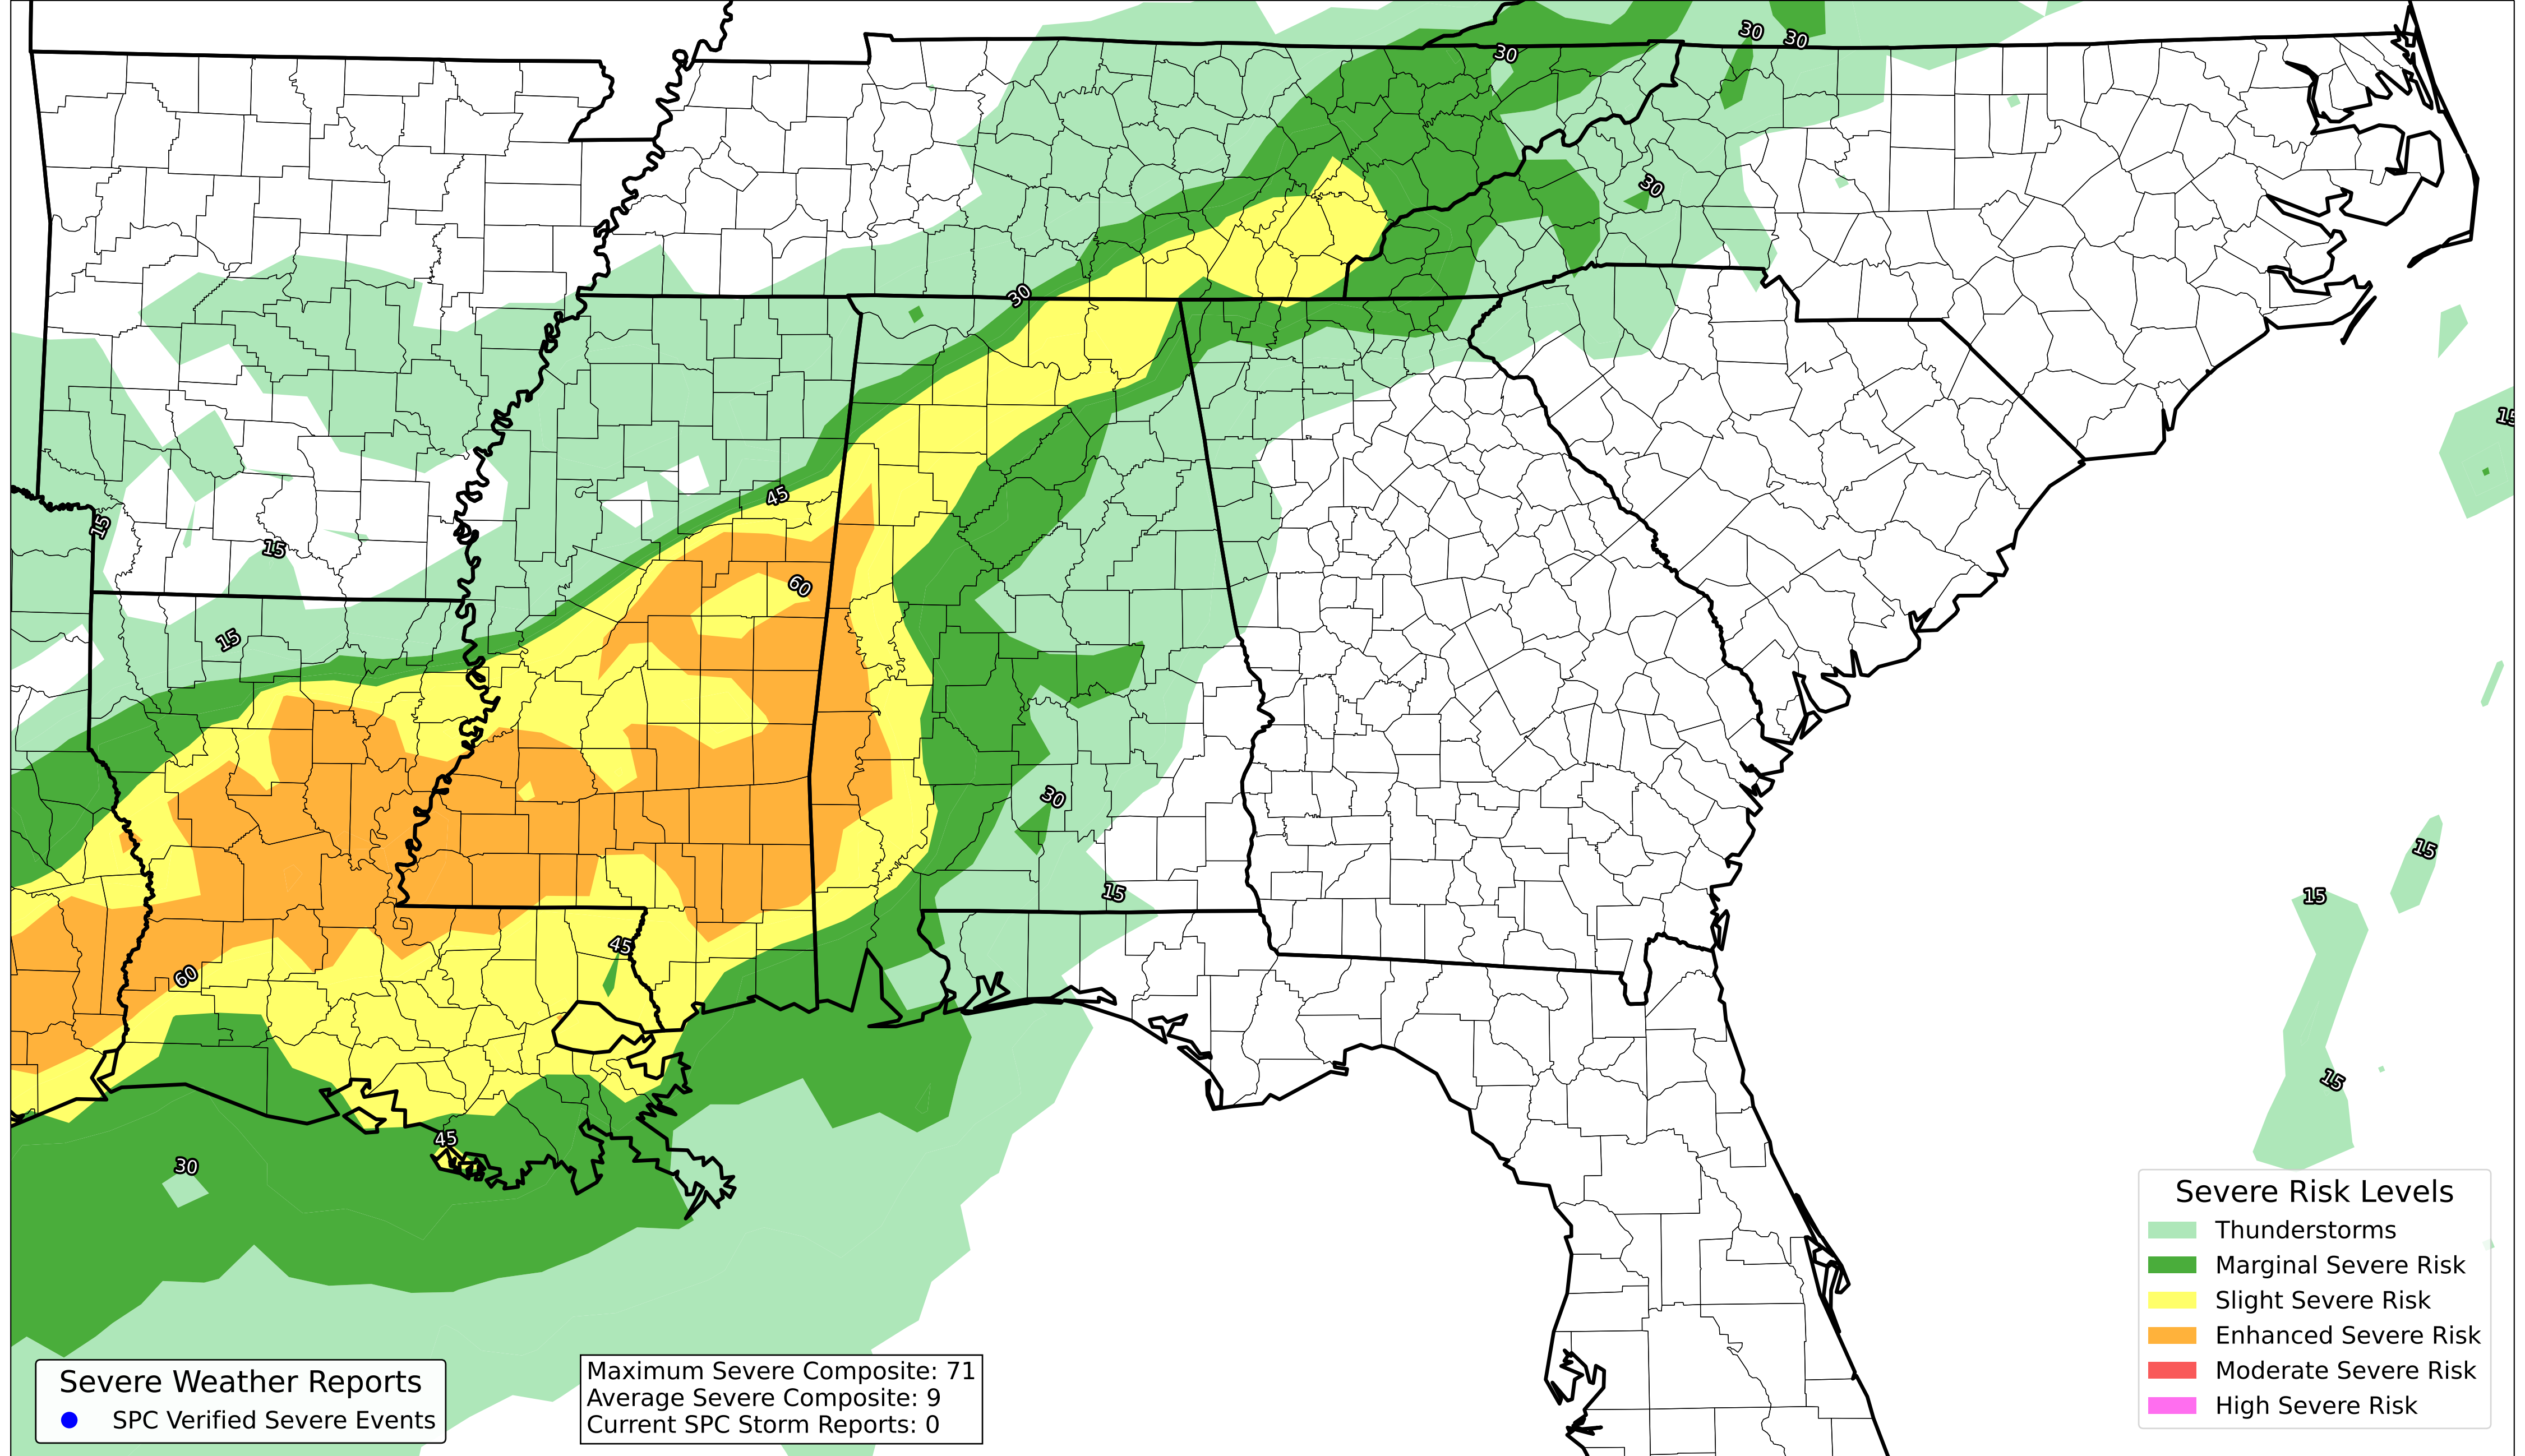 30
30
30
30
30
45
15
15
60
15
15
30
15
15
15
45
60
15
45
30
Severe Risk Levels
Thunderstorms
Marginal Severe Risk
Slight Severe Risk
Enhanced Severe Risk
Moderate Severe Risk
High Severe Risk
Severe Weather Reports
SPC Verified Severe Events
Maximum Severe Composite: 71
Average Severe Composite: 9
Current SPC Storm Reports: 0